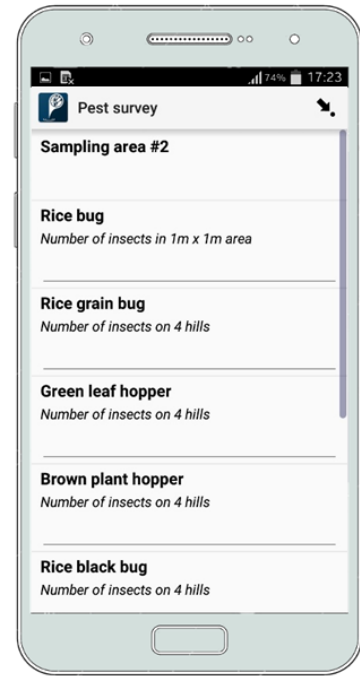 74% 17:23
Pest survey
Sampling area #2
Rice bug
Number of insects in 1m x 1m area
Rice grain bug
Number of insects on 4 hills
Green leaf hopper
Number of insects on 4 hills
Brown plant hopper
Number of insects on 4 hills
Rice black bug
Number of insects on 4 hills